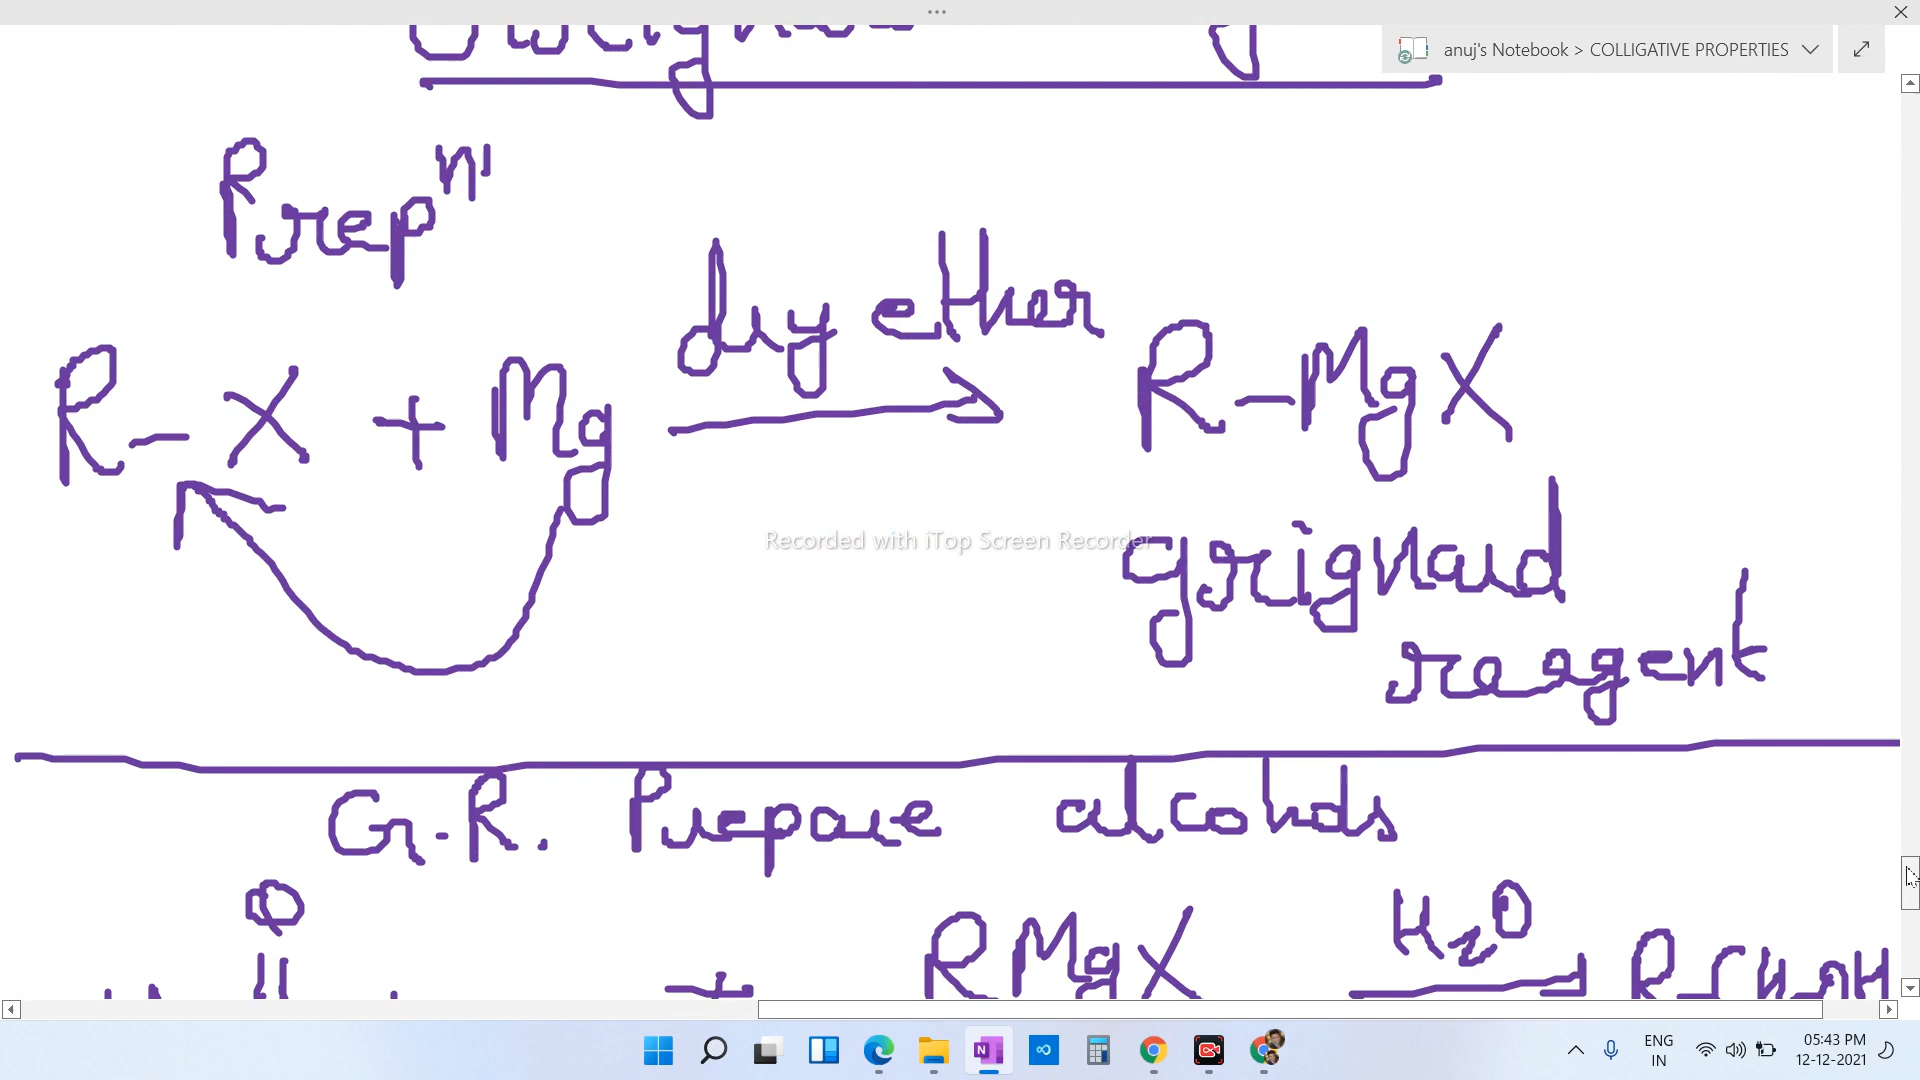 anuj's Notebook > COLLIGATIVE PROPERTIES
Prepⁿ
dry ether
R - X + Mg → R - MgX
Recorded with iTop Screen Recorder
grignard
reagent
G.R. Prepare alcohols
O
+ RMgX H₂O → R-CH₂OH
ENG
IN
05:43 PM
12-12-2021